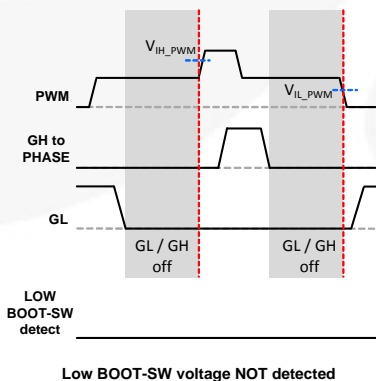 V_IH_PWM
V_IL_PWM
PWM
GH to
PHASE
GL
GL / GH
off
GL / GH
off
LOW
BOOT-SW
detect
Low BOOT-SW voltage NOT detected